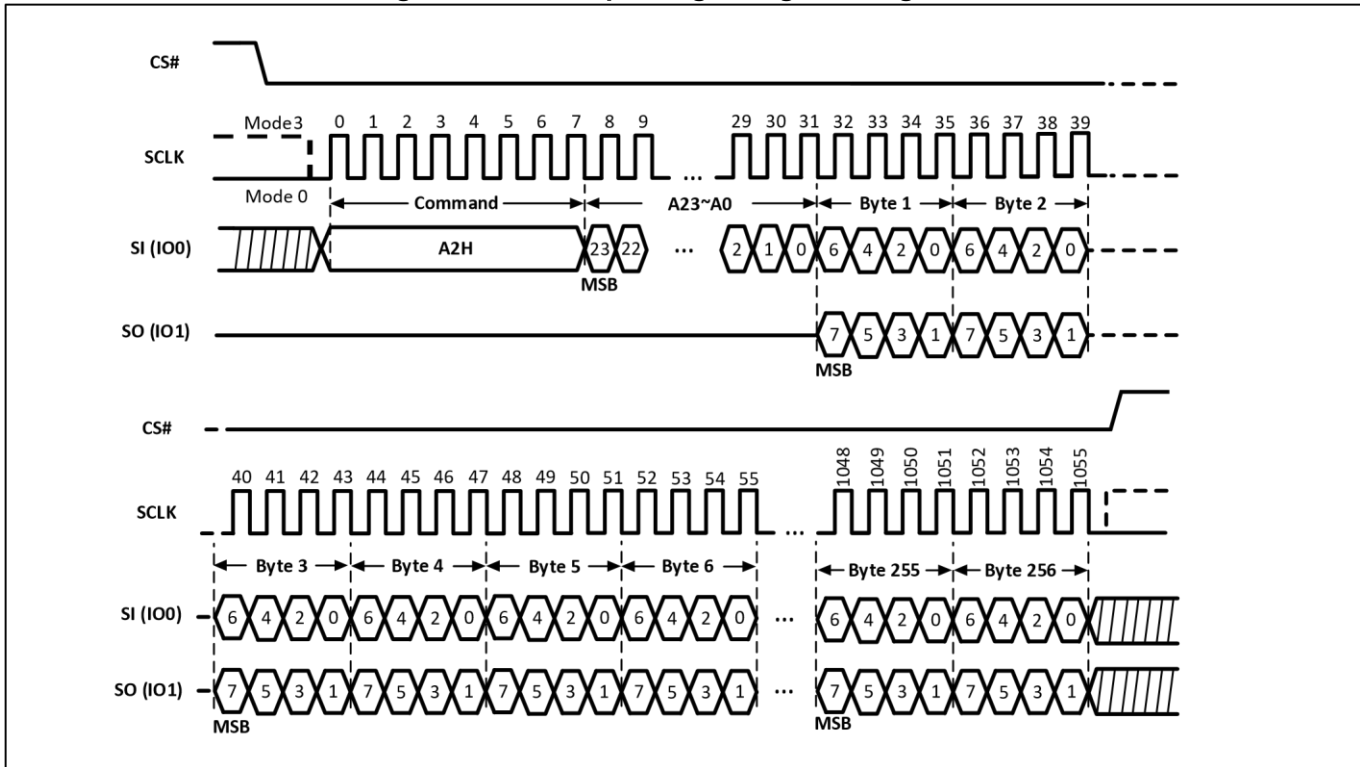 CS#
Mode3 0 1 2 3 4 5 6 7 8 9 29 30 31 32 33 34 35 36 37 38 39
SCLK ...
Mode 0 Command A23~A0 Byte 1 Byte 2
SI (IO0) A2H 23 22 ... 2 1 0 6 4 2 0 6 4 2 0
MSB
SO (IO1) 7 5 3 1 7 5 3 1
MSB
CS#
40 41 42 43 44 45 46 47 48 49 50 51 52 53 54 55 1048 1049 1050 1051 1052 1053 1054 1055
SCLK ...
Byte 3 Byte 4 Byte 5 Byte 6 Byte 255 Byte 256
SI (IO0) 6 4 2 0 6 4 2 0 6 4 2 0 6 4 2 0 ... 6 4 2 0 6 4 2 0
SO (IO1) 7 5 3 1 7 5 3 1 7 5 3 1 7 5 3 1 ... 7 5 3 1 7 5 3 1
MSB MSB